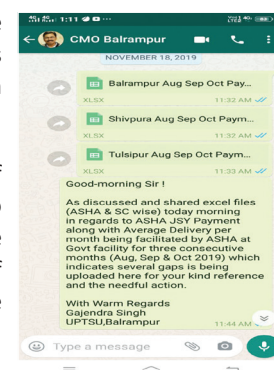 1:11
CMO Balrampur
NOVEMBER 18, 2019
Balrampur Aug Sep Oct Pay...
XLSX 11:32 AM
Shivpura Aug Sep Oct Paym...
XLSX 11:32 AM
Tulsipur Aug Sep Oct Paym...
XLSX 11:33 AM
Good-morning Sir !
As discussed and shared excel files
(ASHA & SC wise) today morning
in regards to ASHA JSY Payment
along with Average Delivery per
month being facilitated by ASHA at
Govt facility for three consecutive
months (Aug, Sep & Oct 2019) which
indicates several gaps is being
uploaded here for your kind reference
and the needful action.
With Warm Regards
Gajendra Singh
UPTSU,Balrampur 11:44 AM
Type a message